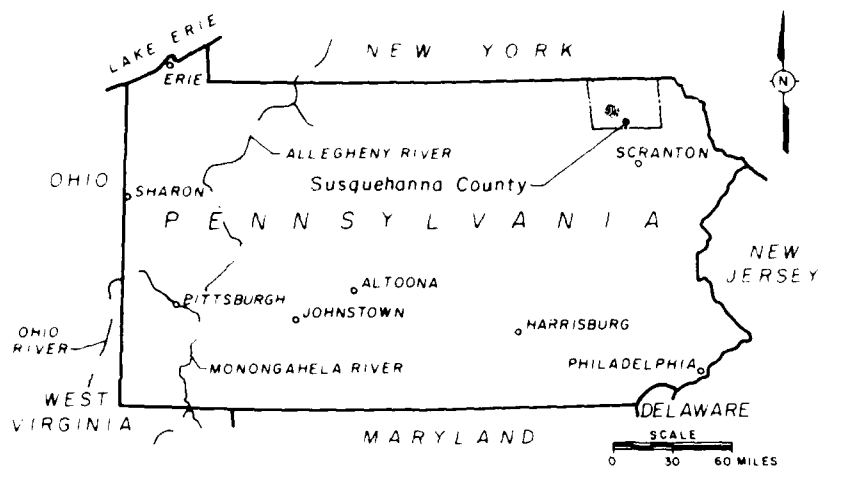 LAKE ERIE
ERIE
NEW YORK
N
ALLEGHENY RIVER
SCRANTON
OHIO
SHARON
Susquehanna County
PENNSYLVANIA
NEW
JERSEY
ALTOONA
PITTSBURGH
JOHNSTOWN
HARRISBURG
OHIO
RIVER
MONONGAHELA RIVER
PHILADELPHIA
WEST
VIRGINIA
DELAWARE
MARYLAND
SCALE
0 30 60 MILES